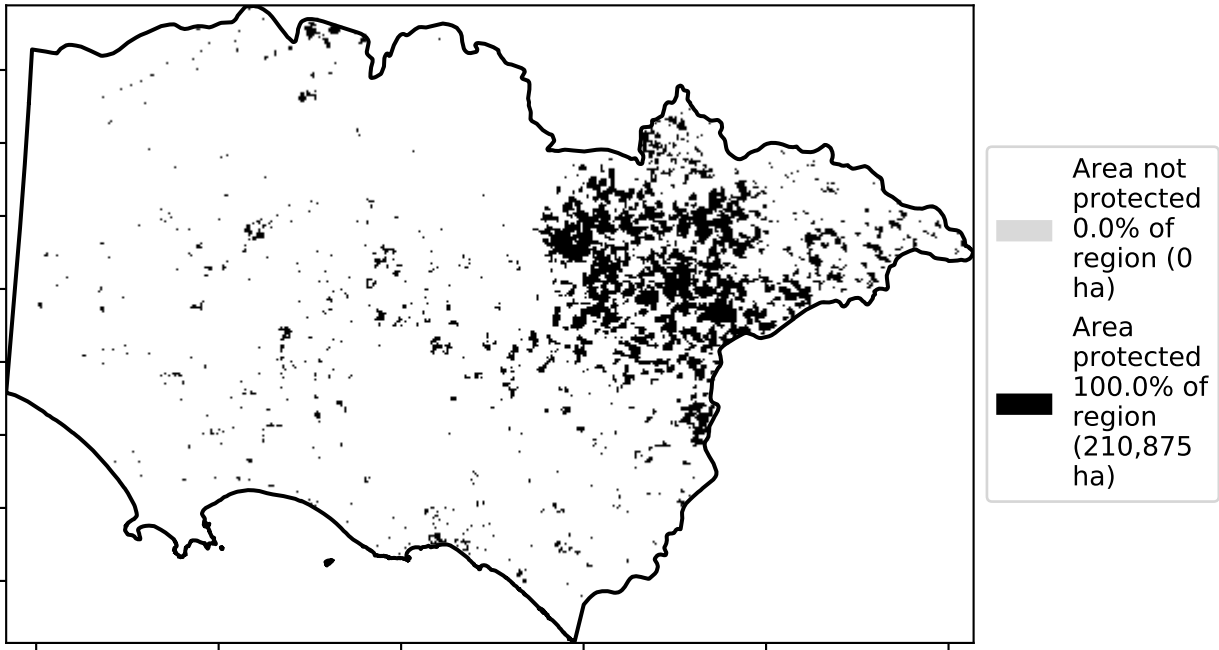 Area not
protected
0.0% of
region (0
ha)
Area
protected
100.0% of
region
(210,875
ha)